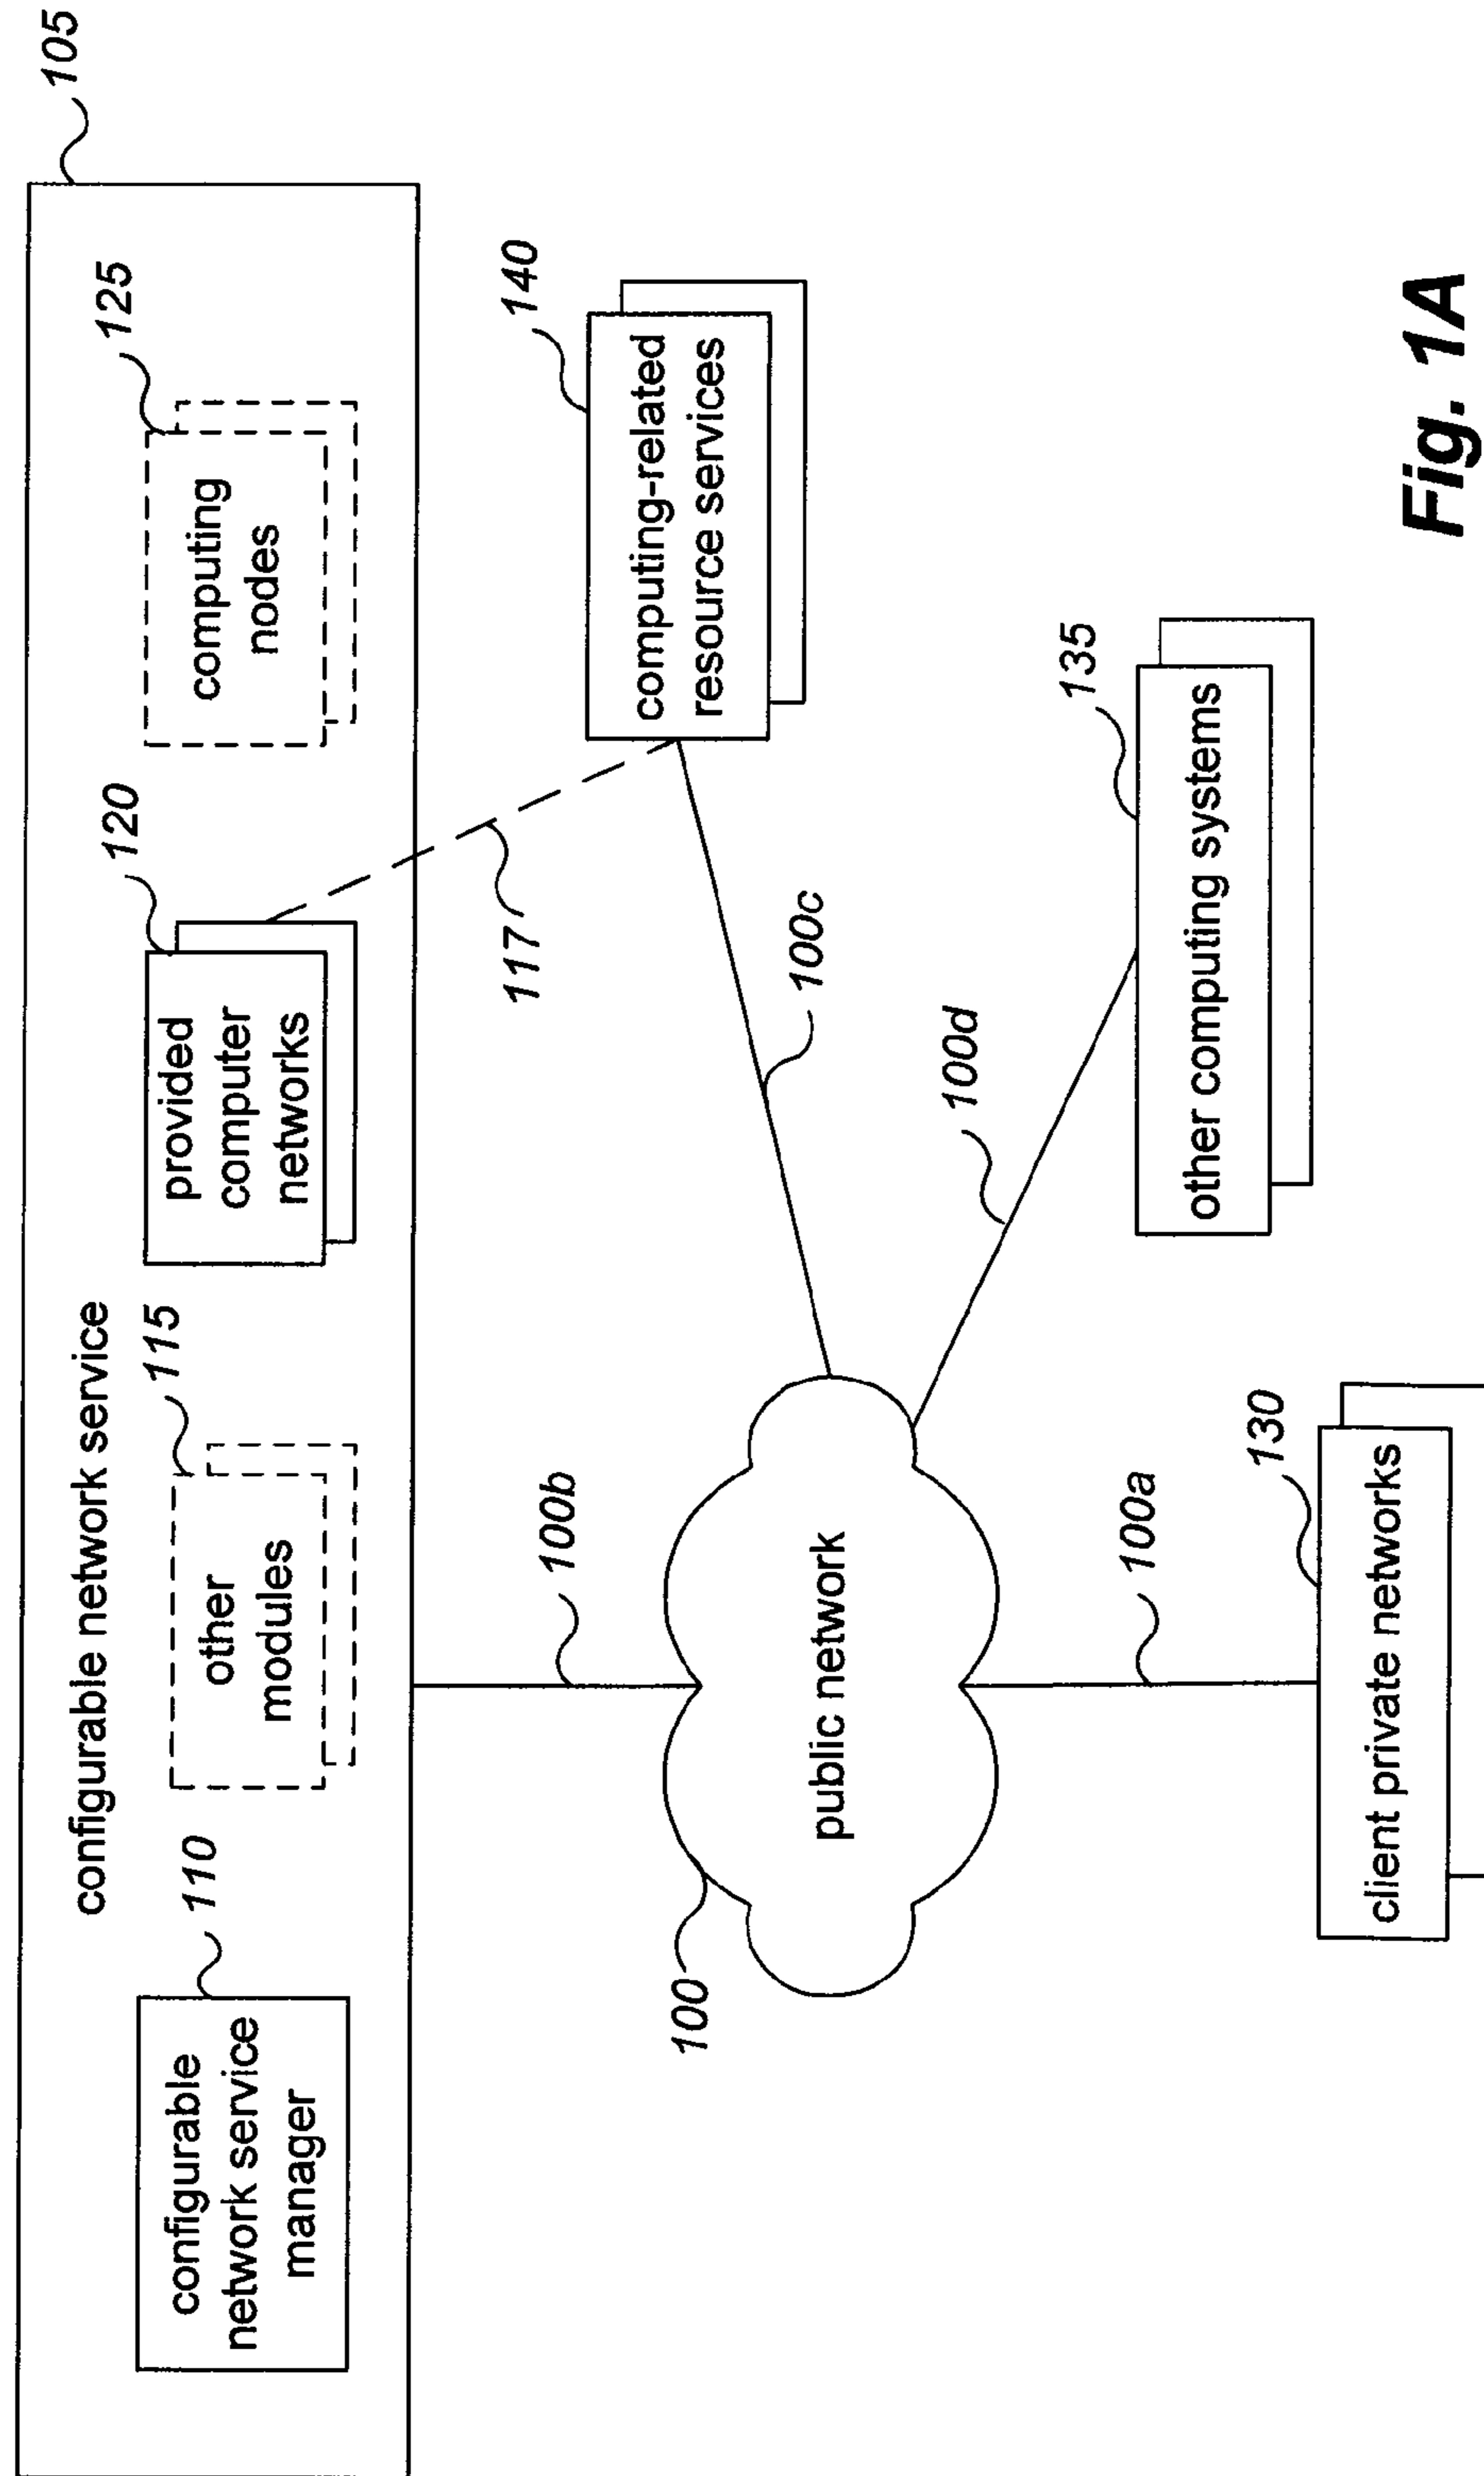 105
configurable network service
110
115
120
125
configurable
network service
manager
other
modules
provided
computer
networks
computing
nodes
117
140
computing-related
resource services
100b
100c
100
public network
100d
135
other computing systems
100a
130
client private networks
Fig. 1A